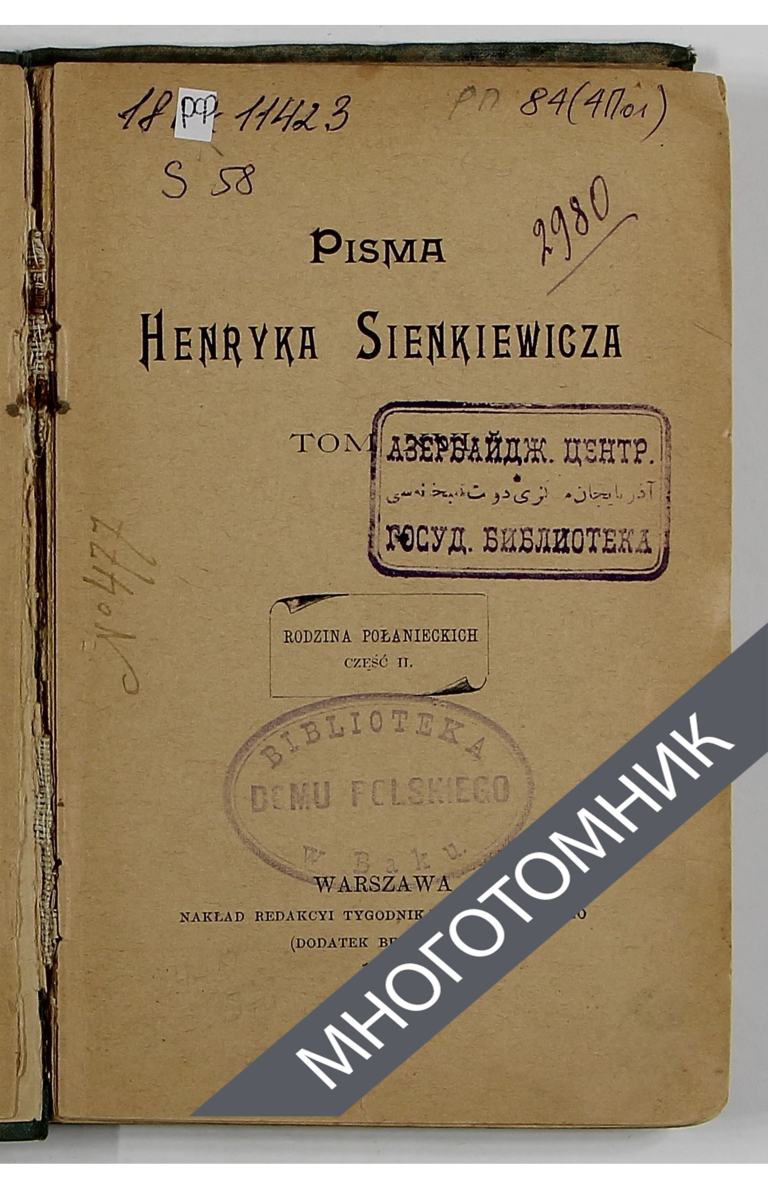 18 рф 11423
РП 84(4Пол)
S 58
2980
PISMA
HENRYKA SIENKIEWICZA
TOM
АЗЕРБАЙДЖ. ЦЕНТР.
ГОСУД. БИБЛИОТЕКА
№ 477
RODZINA POŁANIECKICH
CZĘŚĆ II.
BIBLIOTEKA
DOMU POLSKIEGO
w Baku.
WARSZAWA
NAKŁAD REDAKCYI
(DODATEK
МНОГОТОМНИК